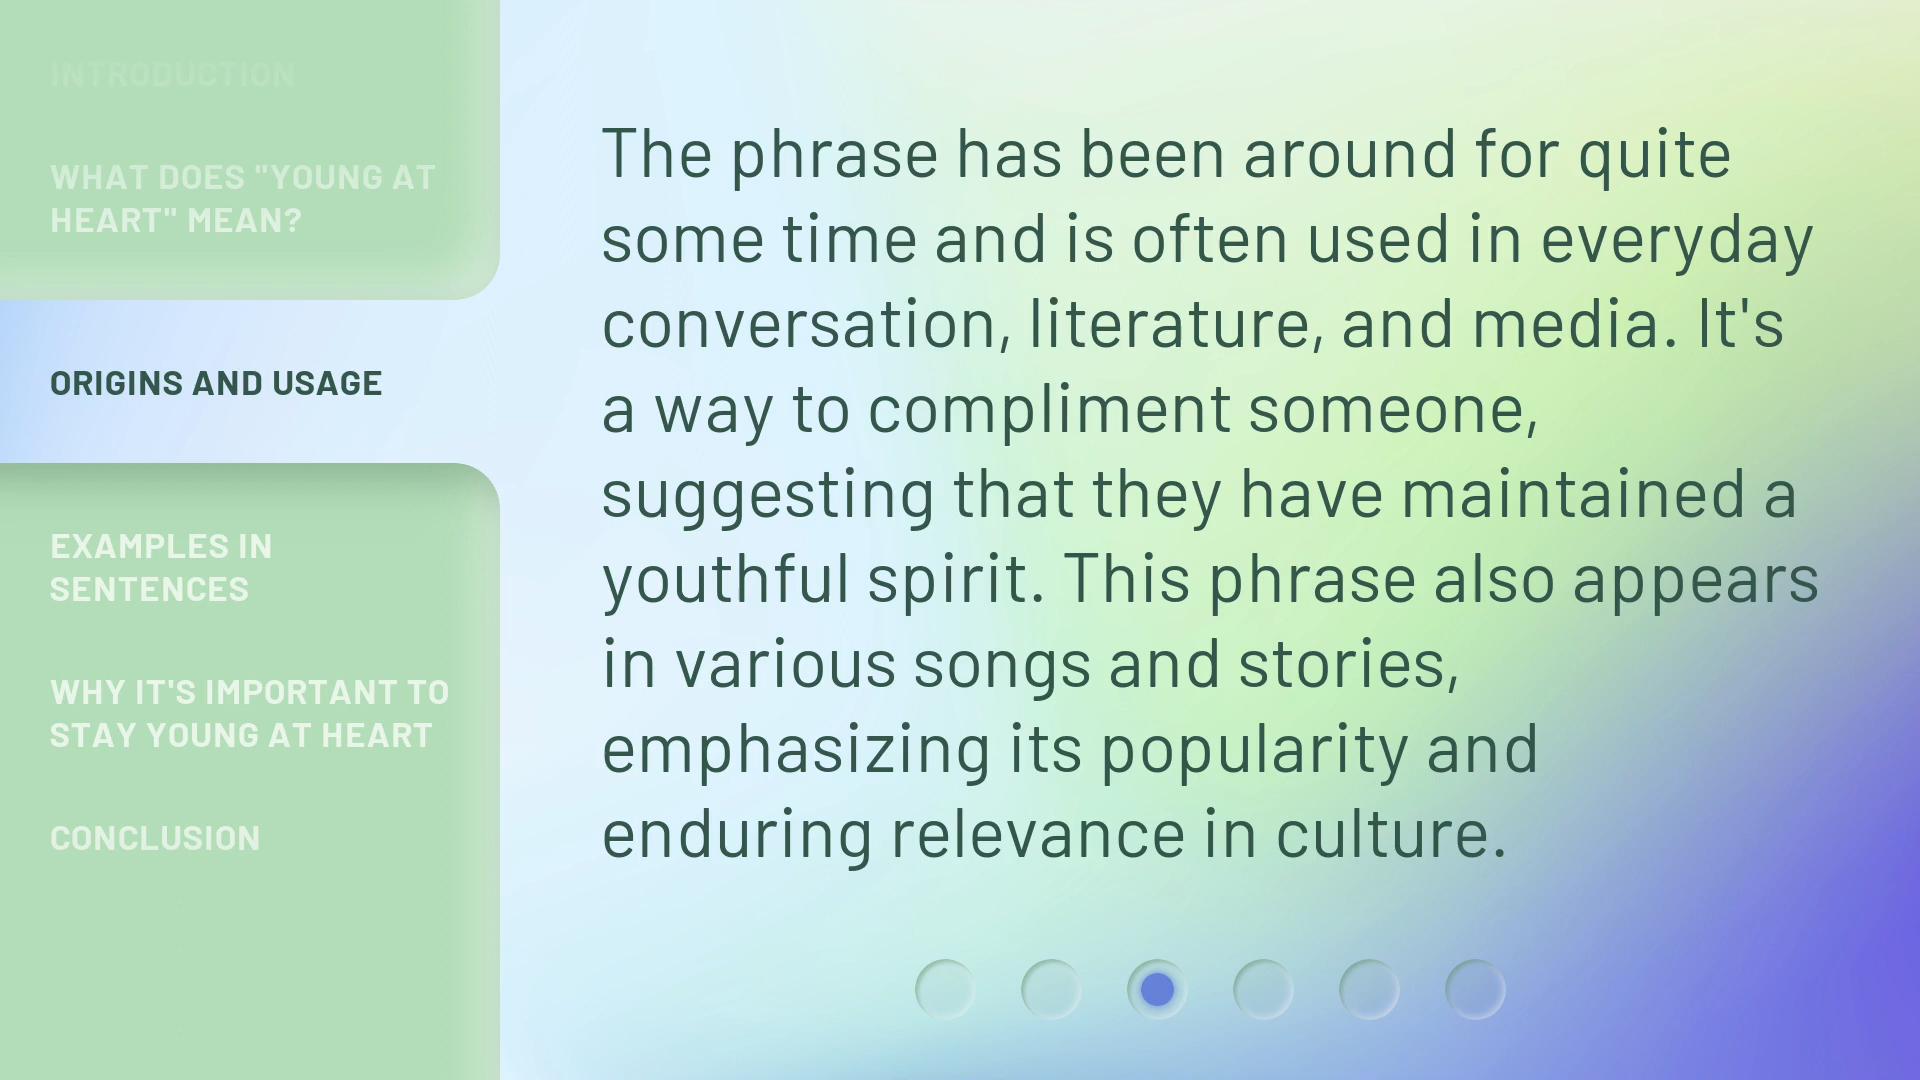 INTRODUCTION
WHAT DOES "YOUNG AT
HEART" MEAN?
ORIGINS AND USAGE
EXAMPLES IN
SENTENCES
WHY IT'S IMPORTANT TO
STAY YOUNG AT HEART
CONCLUSION
The phrase has been around for quite
some time and is often used in everyday
conversation, literature, and media. It's
a way to compliment someone,
suggesting that they have maintained a
youthful spirit. This phrase also appears
in various songs and stories,
emphasizing its popularity and
enduring relevance in culture.